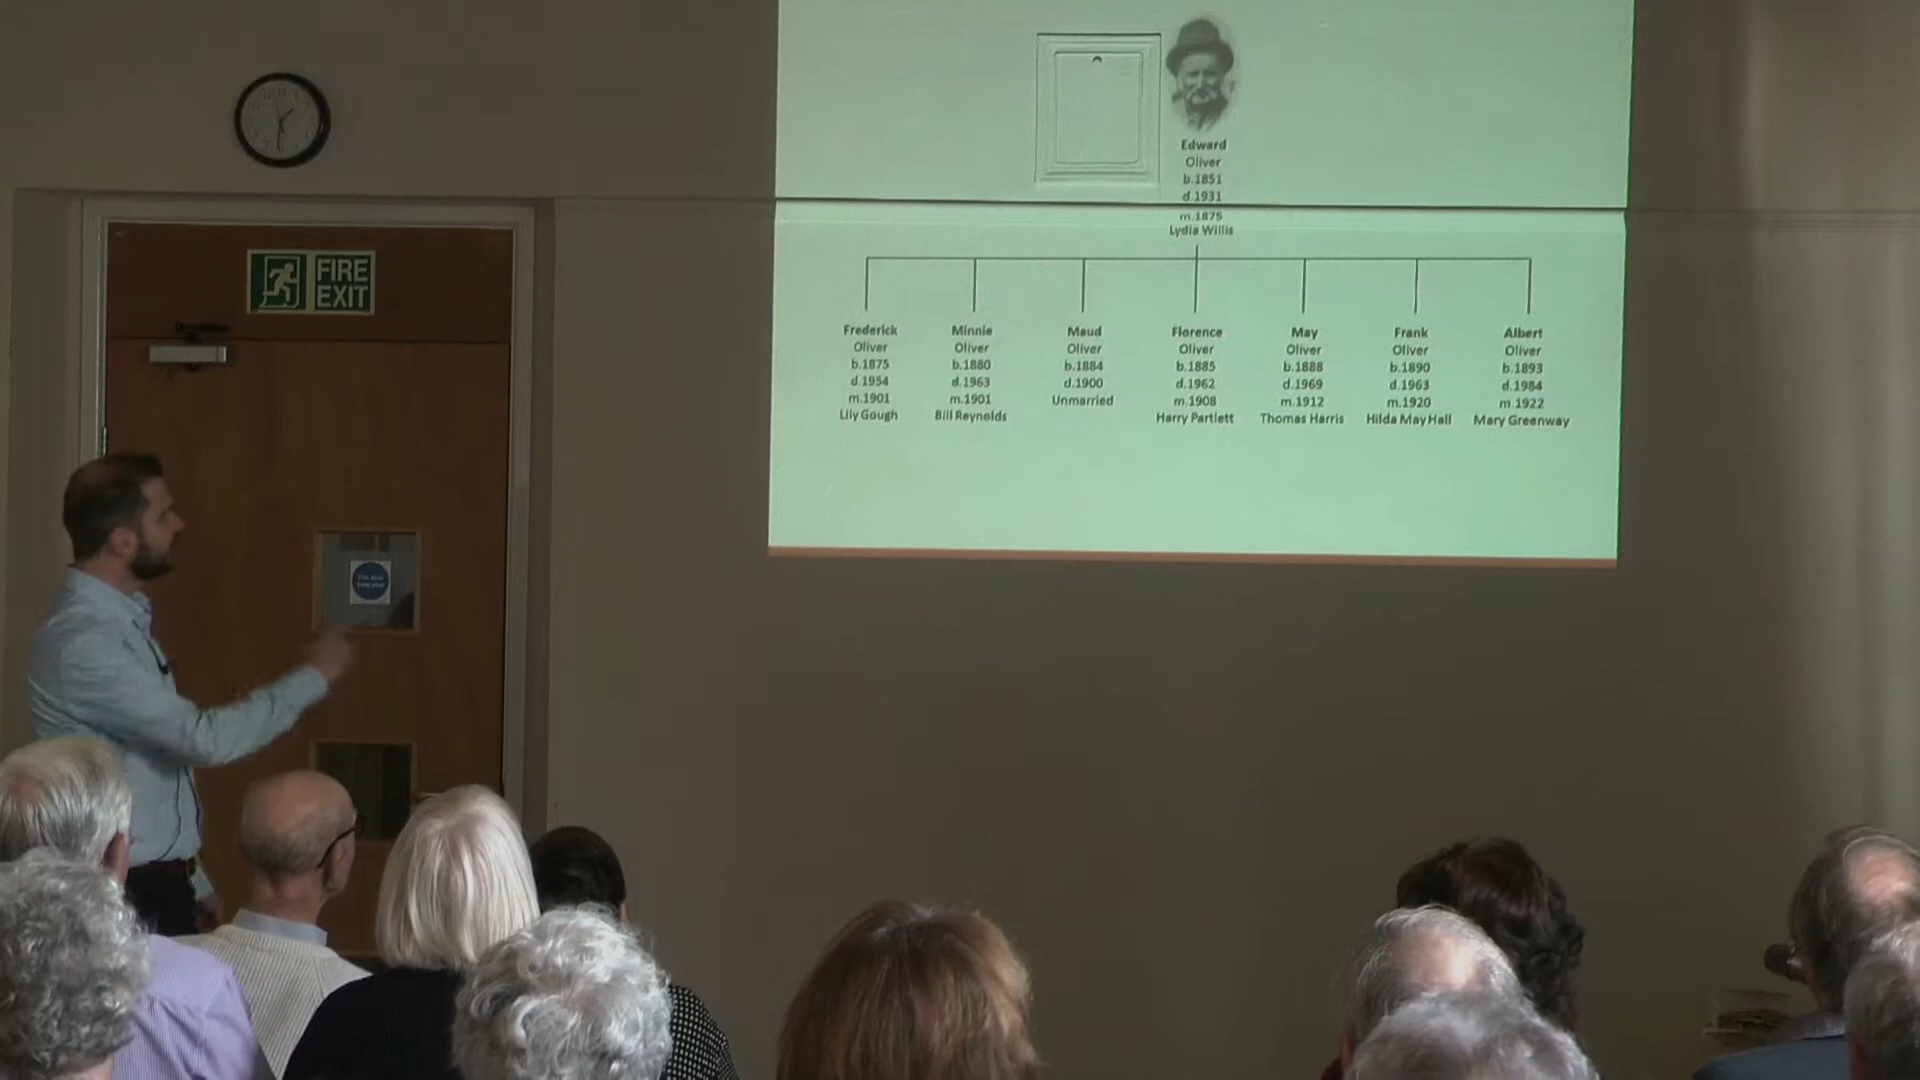 FIRE
EXIT
Edward
Oliver
b.1851
d.1931
m.1875
Lydia Willis
Frederick
Oliver
b.1875
d.1954
m.1901
Lily Gough
Minnie
Oliver
b.1880
d.1963
m.1901
Bill Reynolds
Maud
Oliver
b.1884
d.1900
Unmarried
Florence
Oliver
b.1885
d.1962
m.1908
Harry Partlett
May
Oliver
b.1888
d.1969
m.1912
Thomas Harris
Frank
Oliver
b.1890
d.1963
m.1920
Hilda May Hall
Albert
Oliver
b.1893
d.1984
m.1922
Mary Greenway